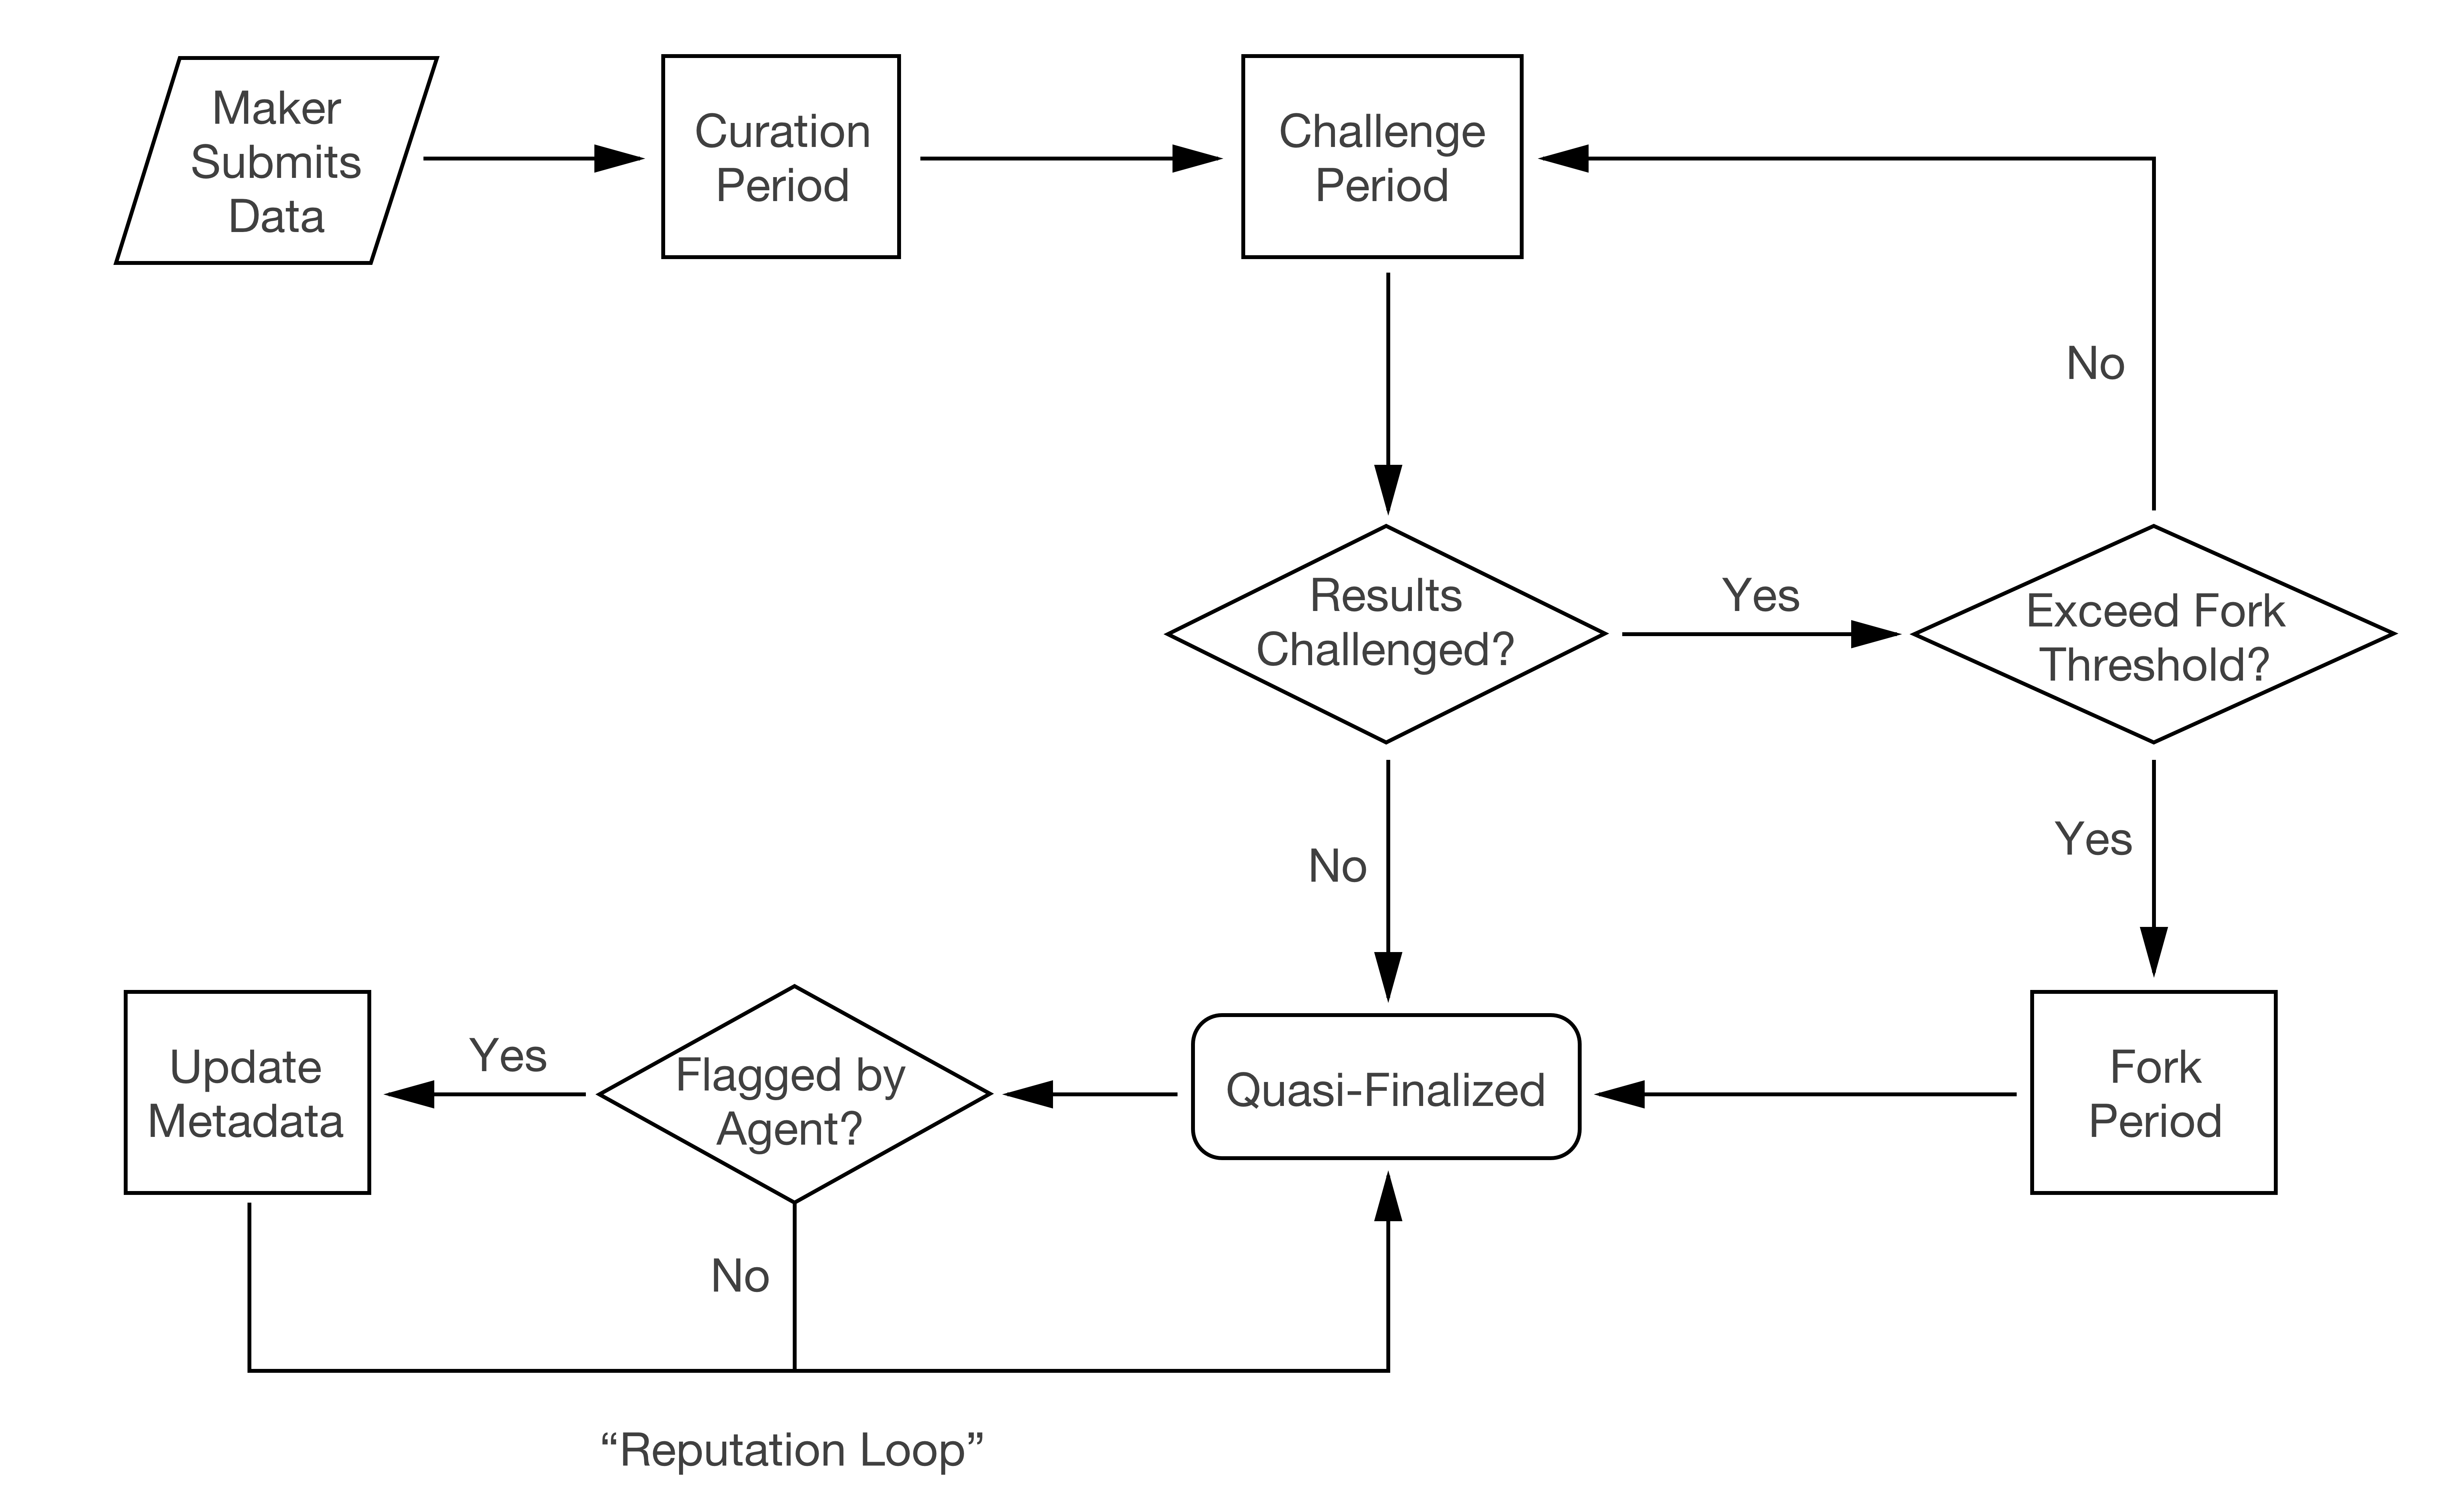 Maker
Submits
Data
Curation
Period
Challenge
Period
No
Results
Challenged?
Yes
Exceed Fork
Threshold?
No
Yes
Update
Metadata
Yes
Flagged by
Agent?
Quasi-Finalized
Fork
Period
No
“Reputation Loop”